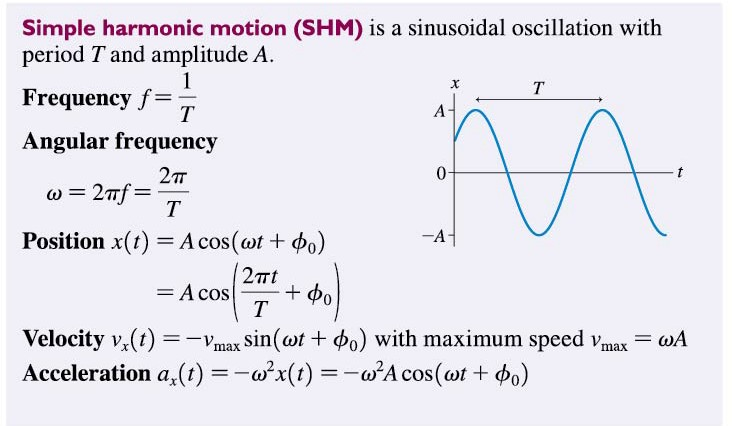 Simple harmonic motion (SHM) is a sinusoidal oscillation with
period T and amplitude A.
Frequency f = 1/T
Angular frequency
ω = 2πf = 2π/T
Position x(t) = A cos(ωt + ϕ₀)
= A cos(2πt/T + ϕ₀)
Velocity vₓ(t) = −vₘₐₓ sin(ωt + ϕ₀) with maximum speed vₘₐₓ = ωA
Acceleration aₓ(t) = −ω²x(t) = −ω²A cos(ωt + ϕ₀)
x
T
A
0
t
−A